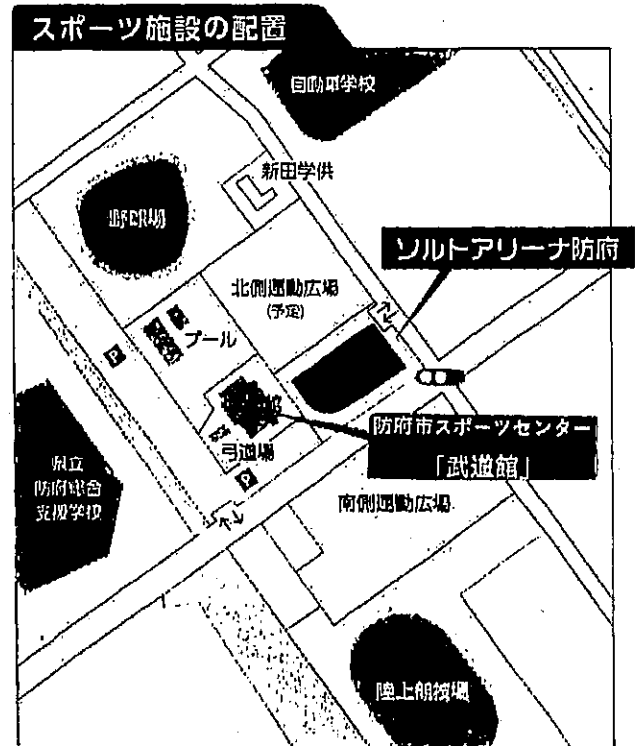 スポーツ施設の配置
自動車学校
新田学供
野球場
ソルトアリーナ防府
北側運動広場
(予定)
プール
P
防府市スポーツセンター
「武道館」
弓道場
P
県立
防府総合
支援学校
南側運動広場
陸上競技場